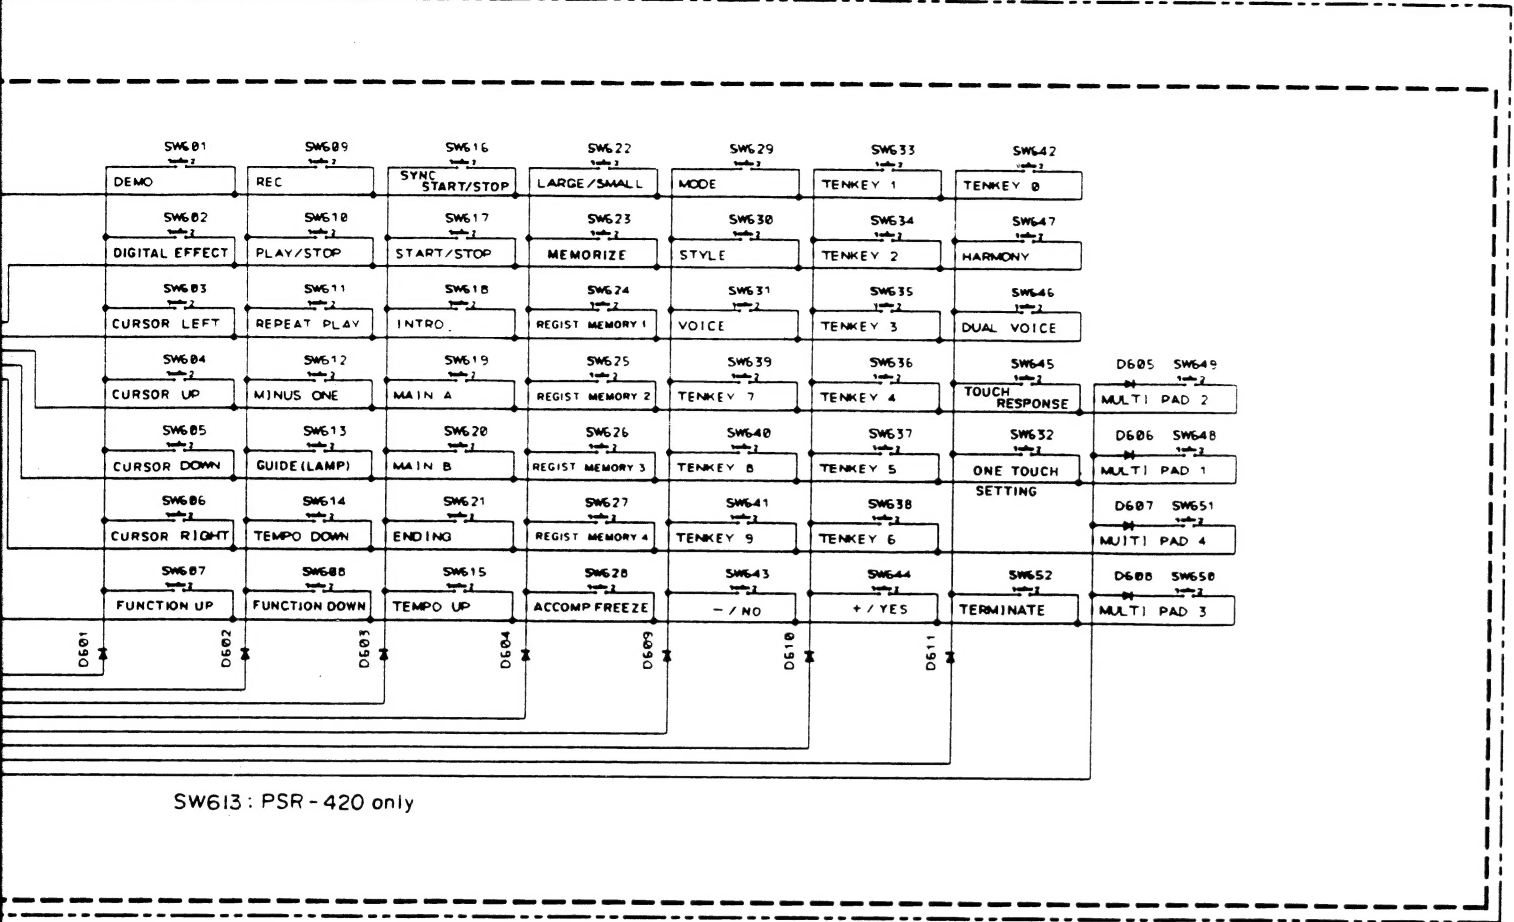 SW601 SW609 SW616 SW622 SW629 SW633 SW642
DEMO REC SYNC START/STOP LARGE/SMALL MODE TENKEY 1 TENKEY 0
SW602 SW610 SW617 SW623 SW630 SW634 SW647
DIGITAL EFFECT PLAY/STOP START/STOP MEMORIZE STYLE TENKEY 2 HARMONY
SW603 SW611 SW618 SW624 SW631 SW635 SW646
CURSOR LEFT REPEAT PLAY INTRO. REGIST MEMORY 1 VOICE TENKEY 3 DUAL VOICE
SW604 SW612 SW619 SW625 SW639 SW636 SW645 D605 SW649
CURSOR UP MINUS ONE MAIN A REGIST MEMORY 2 TENKEY 7 TENKEY 4 TOUCH RESPONSE MULTI PAD 2
SW605 SW613 SW620 SW626 SW640 SW637 SW632 D606 SW648
CURSOR DOWN GUIDE(LAMP) MAIN B REGIST MEMORY 3 TENKEY 8 TENKEY 5 ONE TOUCH SETTING MULTI PAD 1
SW606 SW614 SW621 SW627 SW641 SW638 D607 SW651
CURSOR RIGHT TEMPO DOWN ENDING REGIST MEMORY 4 TENKEY 9 TENKEY 6 MULTI PAD 4
SW607 SW608 SW615 SW628 SW643 SW644 SW652 D608 SW650
FUNCTION UP FUNCTION DOWN TEMPO UP ACCOMP FREEZE -/NO +/YES TERMINATE MULTI PAD 3
D601 D602 D603 D604 D609 D610 D611
SW613 : PSR-420 only